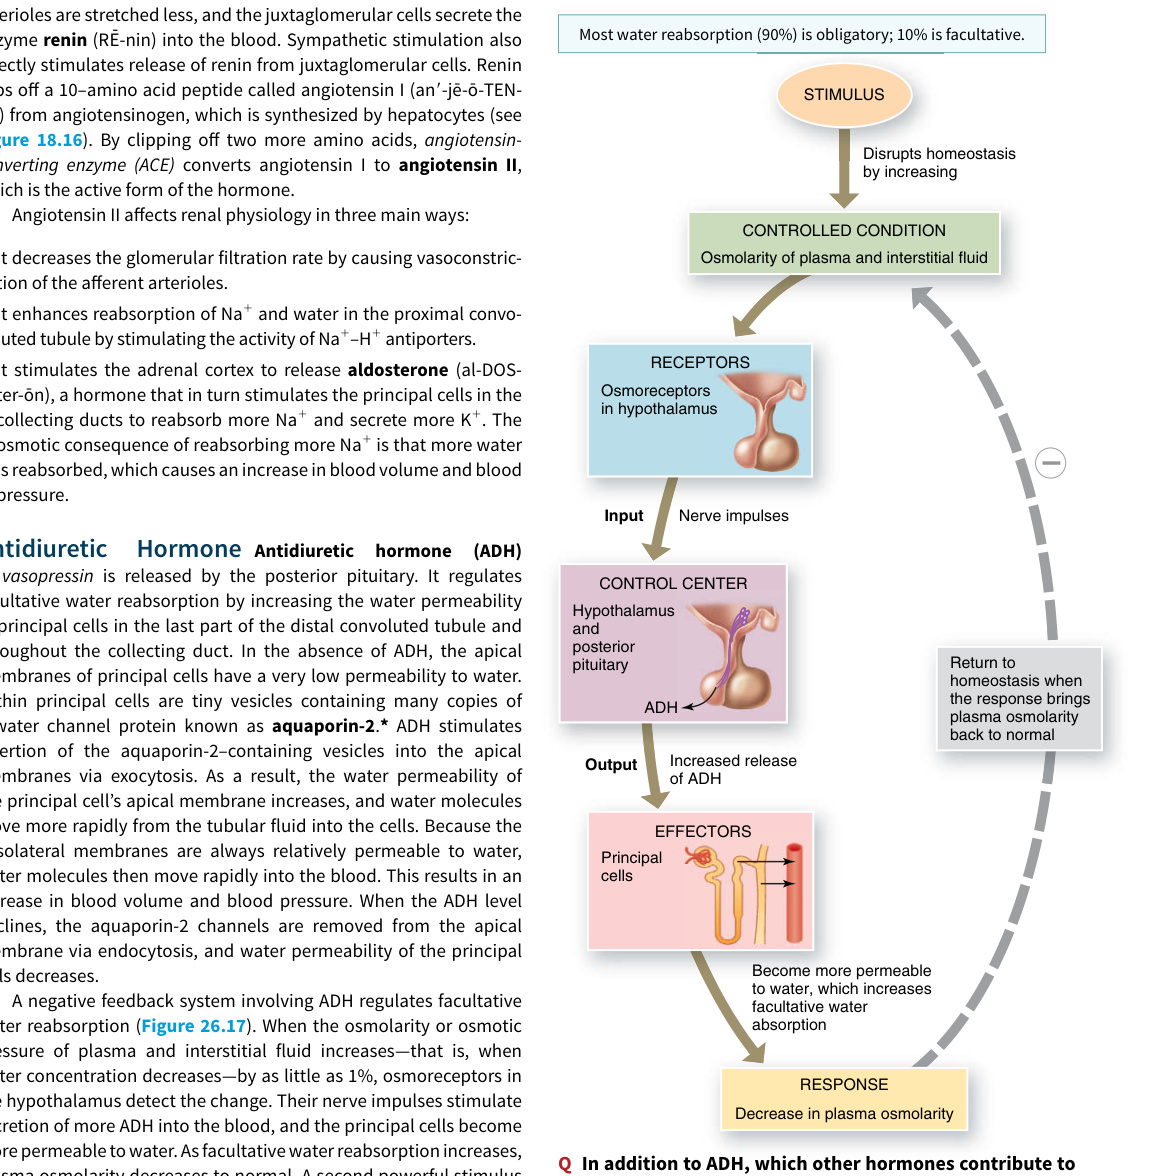 erioles are stretched less, and the juxtaglomerular cells secrete the
zyme renin (RĒ-nin) into the blood. Sympathetic stimulation also
ectly stimulates release of renin from juxtaglomerular cells. Renin
ps off a 10–amino acid peptide called angiotensin I (an′-jē-ō-TEN-
) from angiotensinogen, which is synthesized by hepatocytes (see
gure 18.16). By clipping off two more amino acids, angiotensin-
nverting enzyme (ACE) converts angiotensin I to angiotensin II,
ich is the active form of the hormone.
Angiotensin II affects renal physiology in three main ways:
t decreases the glomerular filtration rate by causing vasoconstric-
tion of the afferent arterioles.
t enhances reabsorption of Na⁺ and water in the proximal convo-
uted tubule by stimulating the activity of Na⁺–H⁺ antiporters.
t stimulates the adrenal cortex to release aldosterone (al-DOS-
ter-ōn), a hormone that in turn stimulates the principal cells in the
collecting ducts to reabsorb more Na⁺ and secrete more K⁺. The
osmotic consequence of reabsorbing more Na⁺ is that more water
s reabsorbed, which causes an increase in blood volume and blood
pressure.
ntidiuretic Hormone Antidiuretic hormone (ADH)
vasopressin is released by the posterior pituitary. It regulates
ultative water reabsorption by increasing the water permeability
principal cells in the last part of the distal convoluted tubule and
oughout the collecting duct. In the absence of ADH, the apical
embranes of principal cells have a very low permeability to water.
thin principal cells are tiny vesicles containing many copies of
water channel protein known as aquaporin-2.* ADH stimulates
ertion of the aquaporin-2–containing vesicles into the apical
embranes via exocytosis. As a result, the water permeability of
e principal cell’s apical membrane increases, and water molecules
ove more rapidly from the tubular fluid into the cells. Because the
solateral membranes are always relatively permeable to water,
ter molecules then move rapidly into the blood. This results in an
rease in blood volume and blood pressure. When the ADH level
clines, the aquaporin-2 channels are removed from the apical
embrane via endocytosis, and water permeability of the principal
ls decreases.
A negative feedback system involving ADH regulates facultative
ter reabsorption (Figure 26.17). When the osmolarity or osmotic
essure of plasma and interstitial fluid increases—that is, when
ter concentration decreases—by as little as 1%, osmoreceptors in
e hypothalamus detect the change. Their nerve impulses stimulate
cretion of more ADH into the blood, and the principal cells become
ore permeable to water. As facultative water reabsorption increases,
asma osmolarity decreases to normal. A second powerful stimulus
Most water reabsorption (90%) is obligatory; 10% is facultative.
STIMULUS
Disrupts homeostasis
by increasing
CONTROLLED CONDITION
Osmolarity of plasma and interstitial fluid
RECEPTORS
Osmoreceptors
in hypothalamus
Input
Nerve impulses
CONTROL CENTER
Hypothalamus
and
posterior
pituitary
ADH
Output
Increased release
of ADH
EFFECTORS
Principal
cells
Become more permeable
to water, which increases
facultative water
absorption
RESPONSE
Decrease in plasma osmolarity
Return to
homeostasis when
the response brings
plasma osmolarity
back to normal
Q In addition to ADH, which other hormones contribute to